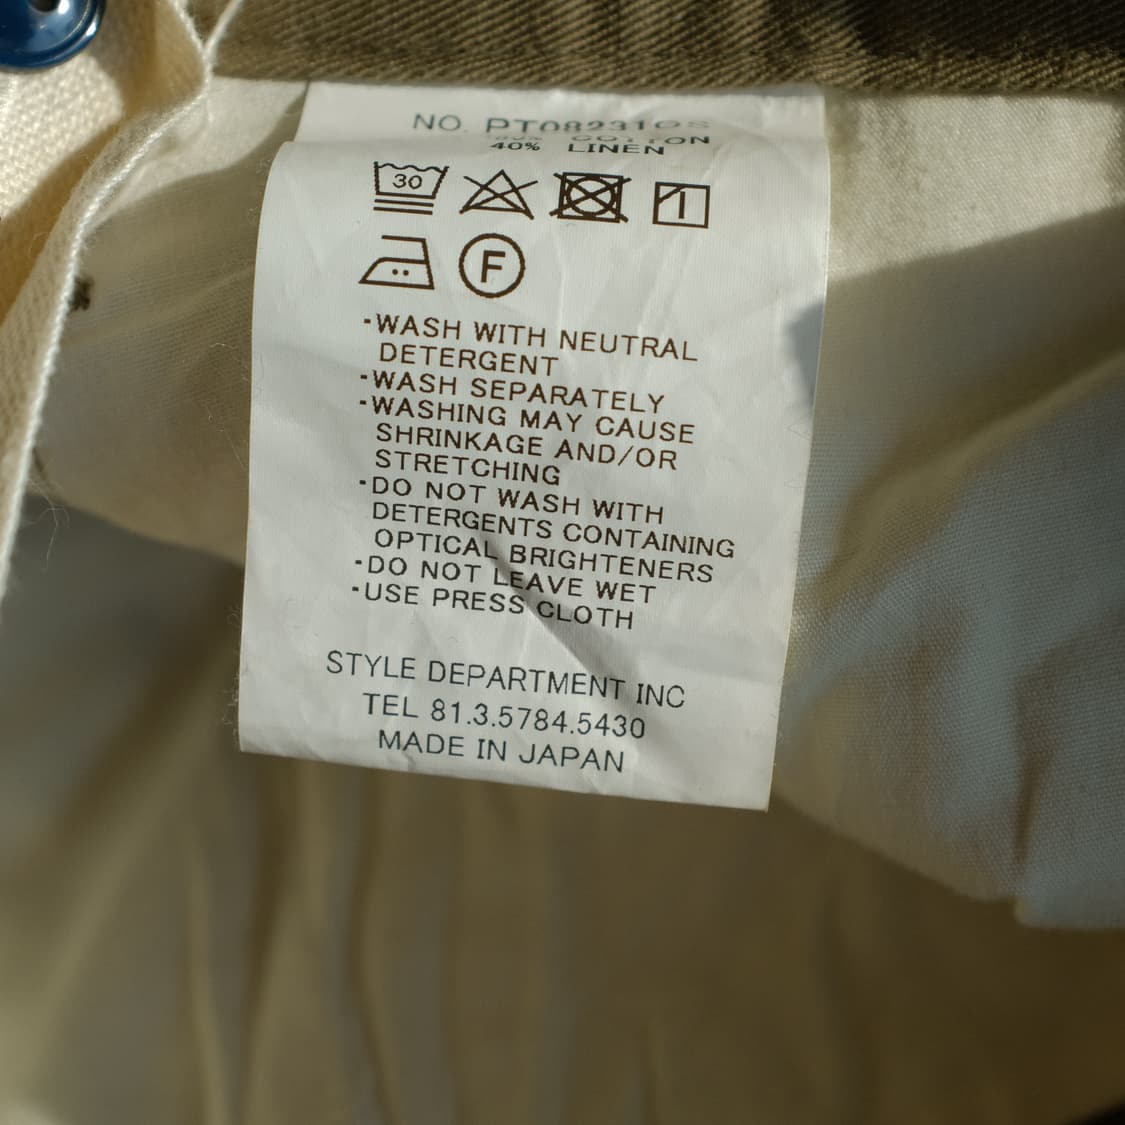 NO. PT082310S
COTTON
40% LINEN
30
F
-WASH WITH NEUTRAL
DETERGENT
-WASH SEPARATELY
-WASHING MAY CAUSE
SHRINKAGE AND/OR
STRETCHING
-DO NOT WASH WITH
DETERGENTS CONTAINING
OPTICAL BRIGHTENERS
-DO NOT LEAVE WET
-USE PRESS CLOTH
STYLE DEPARTMENT INC
TEL 81.3.5784.5430
MADE IN JAPAN